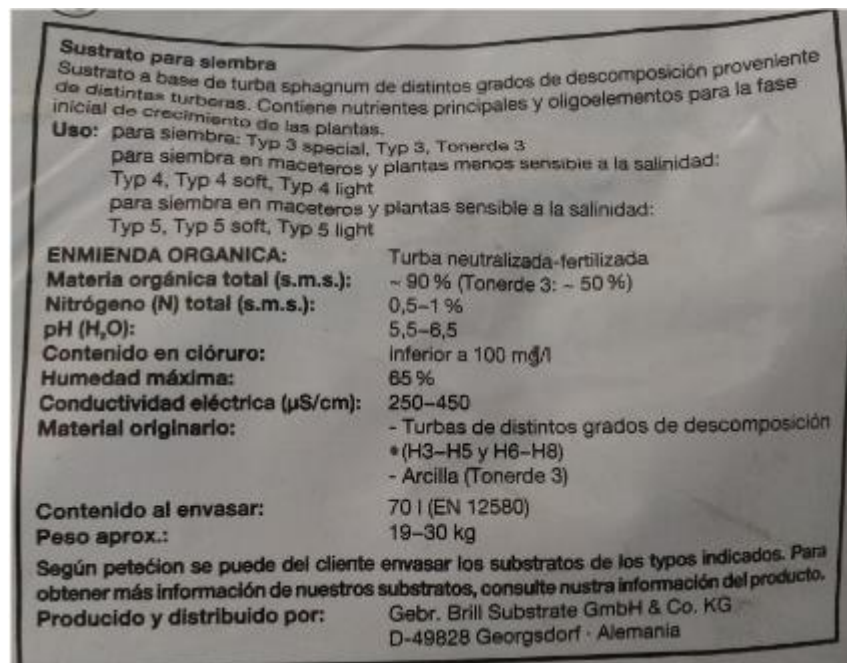 Sustrato para siembra
Sustrato a base de turba sphagnum de distintos grados de descomposición proveniente
de distintas turberas. Contiene nutrientes principales y oligoelementos para la fase
inicial de crecimiento de las plantas.
Uso: para siembra: Typ 3 special, Typ 3, Tonerde 3
para siembra en maceteros y plantas menos sensible a la salinidad:
Typ 4, Typ 4 soft, Typ 4 light
para siembra en maceteros y plantas sensible a la salinidad:
Typ 5, Typ 5 soft, Typ 5 light
ENMIENDA ORGANICA: Turba neutralizada-fertilizada
Materia orgánica total (s.m.s.): ~ 90 % (Tonerde 3: ~ 50 %)
Nitrógeno (N) total (s.m.s.): 0,5–1 %
pH (H₂O): 5,5–6,5
Contenido en clóruro: Inferior a 100 mg/l
Humedad máxima: 65 %
Conductividad eléctrica (µS/cm): 250–450
Material originario: - Turbas de distintos grados de descomposición
(H3–H5 y H6–H8)
- Arcilla (Tonerde 3)
Contenido al envasar: 70 l (EN 12580)
Peso aprox.: 19–30 kg
Según peteción se puede del cliente envasar los substratos de los typos indicados. Para
obtener más información de nuestros substratos, consulte nustra información del producto.
Producido y distribuido por: Gebr. Brill Substrate GmbH & Co. KG
D-49828 Georgsdorf · Alemania